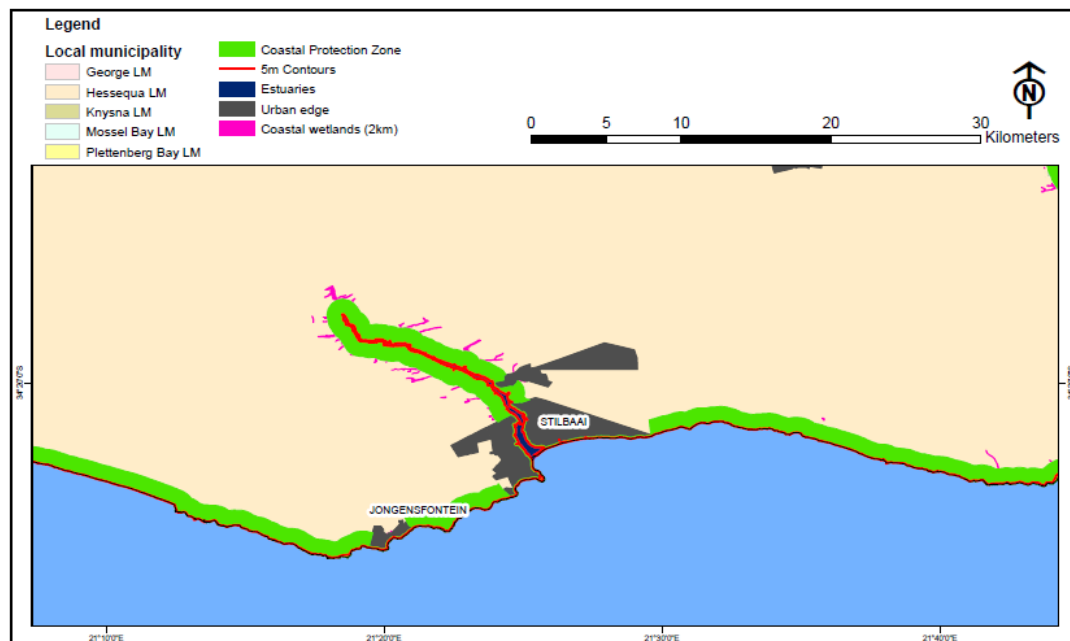 Legend
Local municipality
George LM
Hessequa LM
Knysna LM
Mossel Bay LM
Plettenberg Bay LM
Coastal Protection Zone
5m Contours
Estuaries
Urban edge
Coastal wetlands (2km)
N
0 5 10 20 30
Kilometers
STILBAAI
JONGENSFONTEIN
21°10'0"E 21°20'0"E 21°30'0"E 21°40'0"E